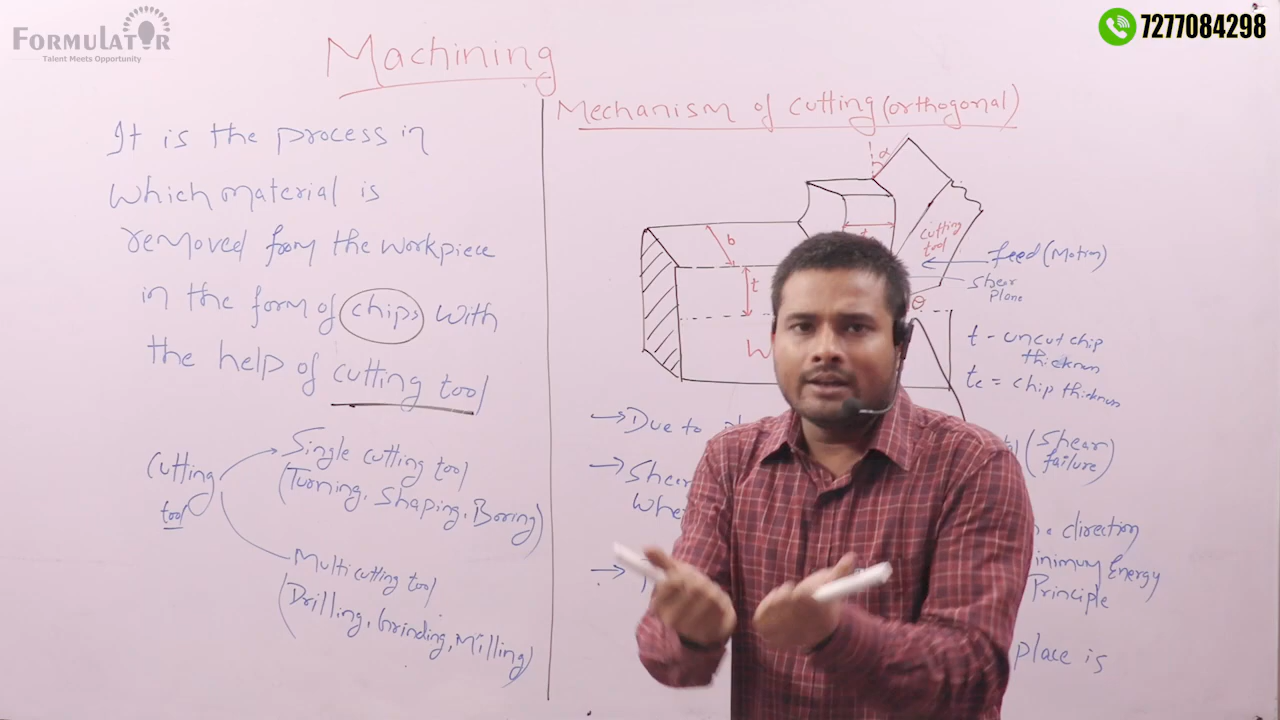 FORMULATOR
Talent Meets Opportunity
7277084298
Machining
It is the process in
which material is
removed from the workpiece
in the form of chips with
the help of cutting tool
Cutting
tool
Single cutting tool
(Turning, Shaping, Boring)
Multi cutting tool
(Drilling, Grinding, Milling)
Mechanism of cutting (orthogonal)
α
b
t
cutting
tool
feed (Motion)
shear
plane
θ
W
t - uncut chip
thickness
tc = chip thickness
→ Due to
(shear
failure)
→ Shear
direction
Minimum Energy
Principle
place is